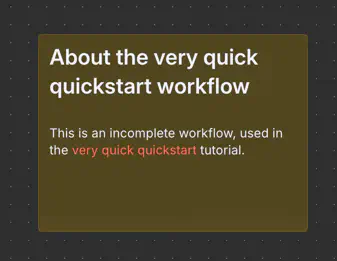 About the very quick
quickstart workflow
This is an incomplete workflow, used in
the very quick quickstart tutorial.